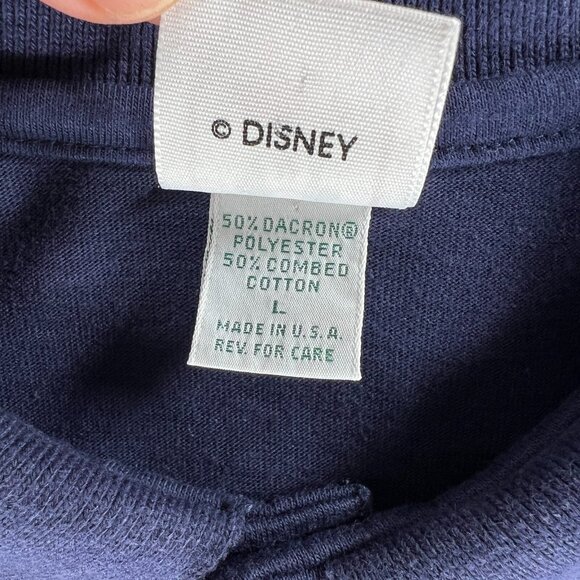 © DISNEY
50% DACRON®
POLYESTER
50% COMBED
COTTON
L
MADE IN U.S.A.
REV. FOR CARE